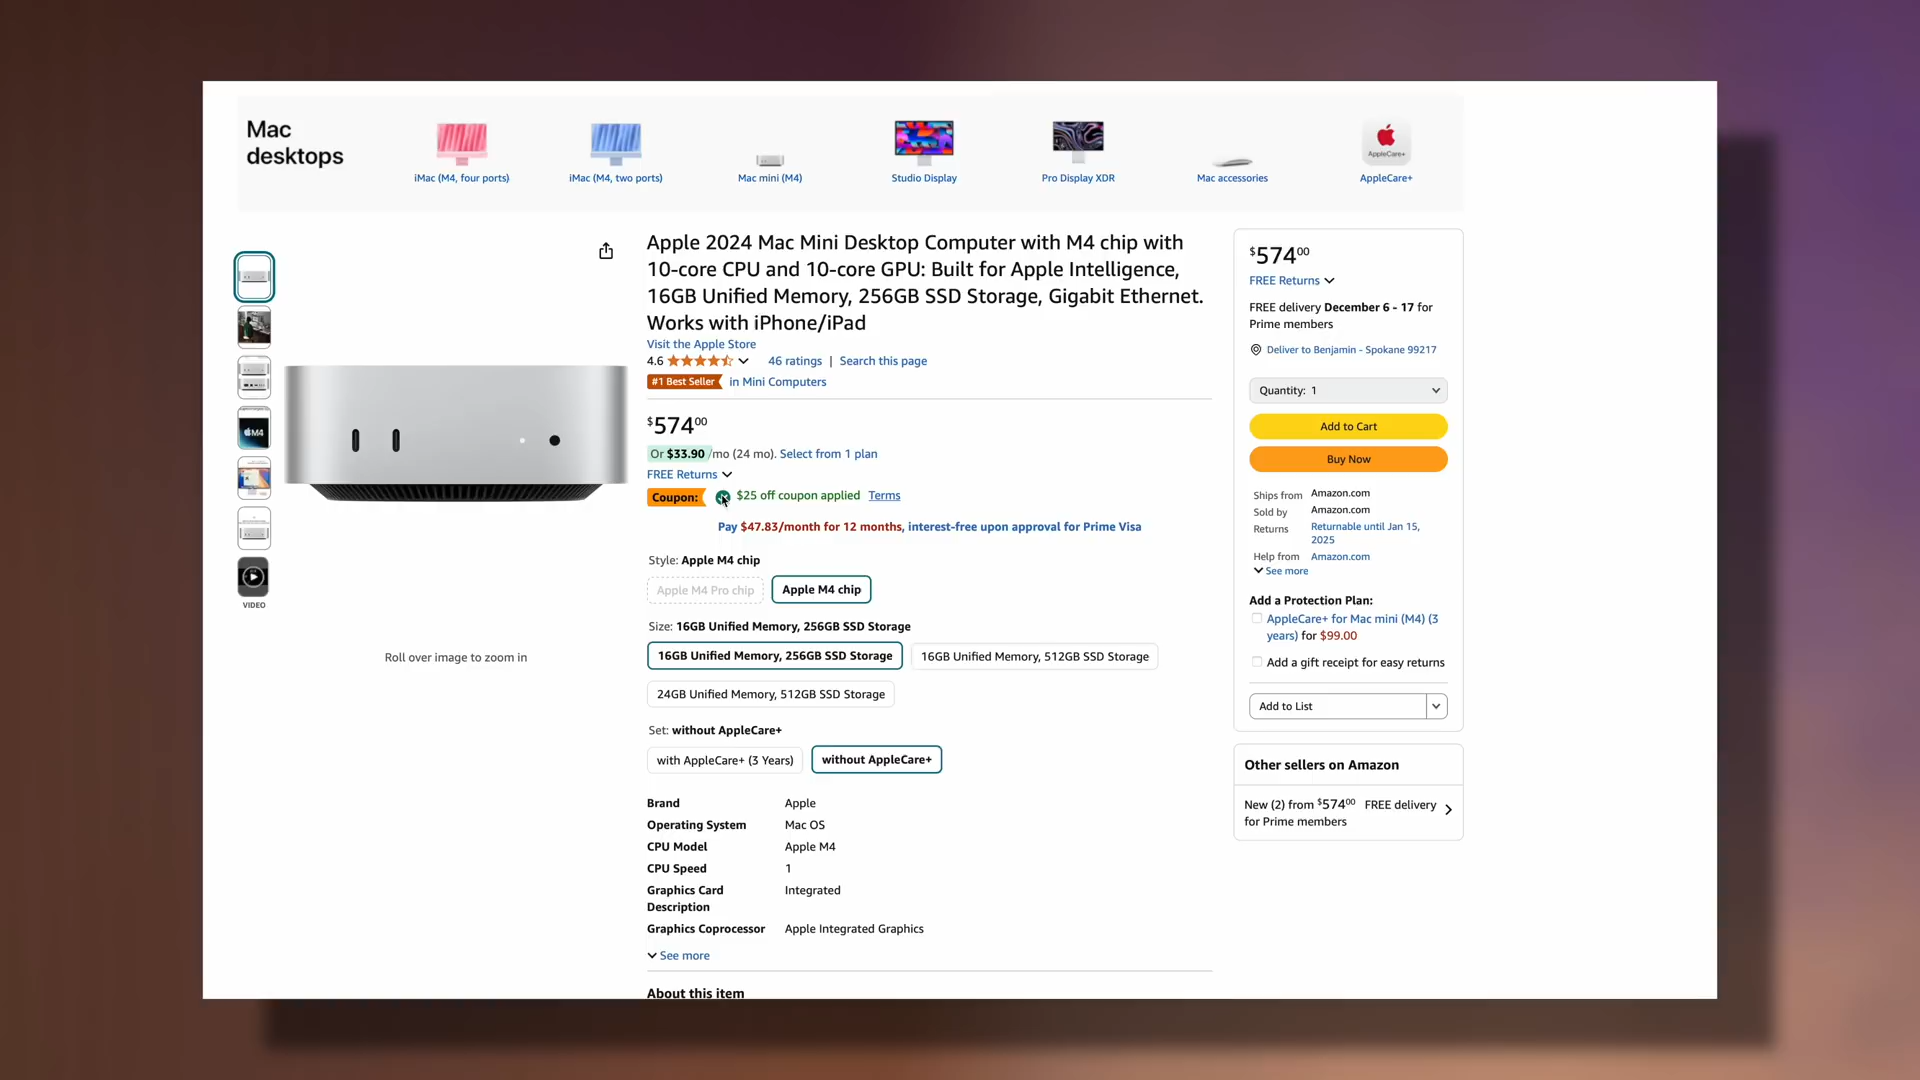 Mac
desktops
iMac (M4, four ports)
iMac (M4, two ports)
Mac mini (M4)
Studio Display
Pro Display XDR
Mac accessories
AppleCare+
AppleCare+
Apple 2024 Mac Mini Desktop Computer with M4 chip with
10-core CPU and 10-core GPU: Built for Apple Intelligence,
16GB Unified Memory, 256GB SSD Storage, Gigabit Ethernet.
Works with iPhone/iPad
Visit the Apple Store
4.6 46 ratings | Search this page
#1 Best Seller in Mini Computers
$57400
Or $33.90 /mo (24 mo). Select from 1 plan
FREE Returns
Coupon: $25 off coupon applied Terms
Pay $47.83/month for 12 months, interest-free upon approval for Prime Visa
Style: Apple M4 chip
Apple M4 Pro chip
Apple M4 chip
Size: 16GB Unified Memory, 256GB SSD Storage
16GB Unified Memory, 256GB SSD Storage
16GB Unified Memory, 512GB SSD Storage
24GB Unified Memory, 512GB SSD Storage
Set: without AppleCare+
with AppleCare+ (3 Years)
without AppleCare+
Brand Apple
Operating System Mac OS
CPU Model Apple M4
CPU Speed 1
Graphics Card Integrated
Description
Graphics Coprocessor Apple Integrated Graphics
See more
About this item
M4
VIDEO
Roll over image to zoom in
$57400
FREE Returns
FREE delivery December 6 - 17 for
Prime members
Deliver to Benjamin - Spokane 99217
Quantity: 1
Add to Cart
Buy Now
Ships from Amazon.com
Sold by Amazon.com
Returns Returnable until Jan 15,
2025
Help from Amazon.com
See more
Add a Protection Plan:
AppleCare+ for Mac mini (M4) (3
years) for $99.00
Add a gift receipt for easy returns
Add to List
Other sellers on Amazon
New (2) from $57400 FREE delivery
for Prime members